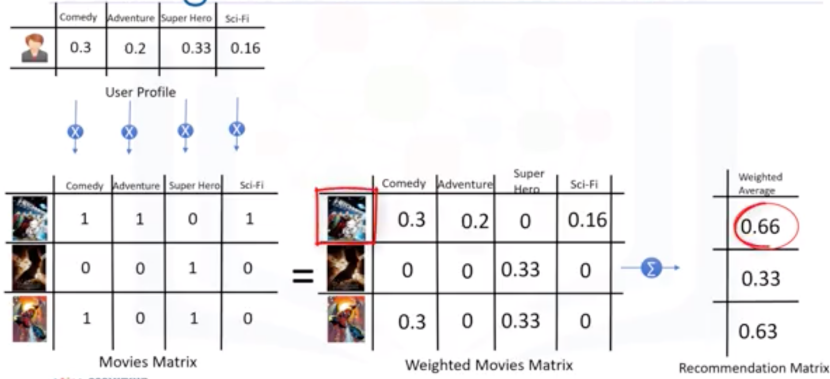 Comedy Adventure Super Hero Sci-Fi
0.3 0.2 0.33 0.16
User Profile
X X X X
Comedy Adventure Super Hero Sci-Fi
1 1 0 1
0 0 1 0
1 0 1 0
Movies Matrix
=
Comedy Adventure Super Hero Sci-Fi
0.3 0.2 0 0.16
0 0 0.33 0
0.3 0 0.33 0
Weighted Movies Matrix
Σ
Weighted
Average
0.66
0.33
0.63
Recommendation Matrix